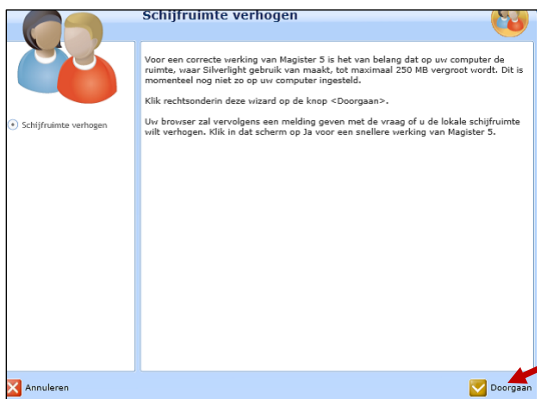 Schijfruimte verhogen
Voor een correcte werking van Magister 5 is het van belang dat op uw computer de
ruimte, waar Silverlight gebruik van maakt, tot maximaal 250 MB vergroot wordt. Dit is
momenteel nog niet zo op uw computer ingesteld.
Klik rechtsonderin deze wizard op de knop <Doorgaan>.
Schijfruimte verhogen
Uw browser zal vervolgens een melding geven met de vraag of u de lokale schijfruimte
wilt verhogen. Klik in dat scherm op Ja voor een snellere werking van Magister 5.
Annuleren
Doorgaan